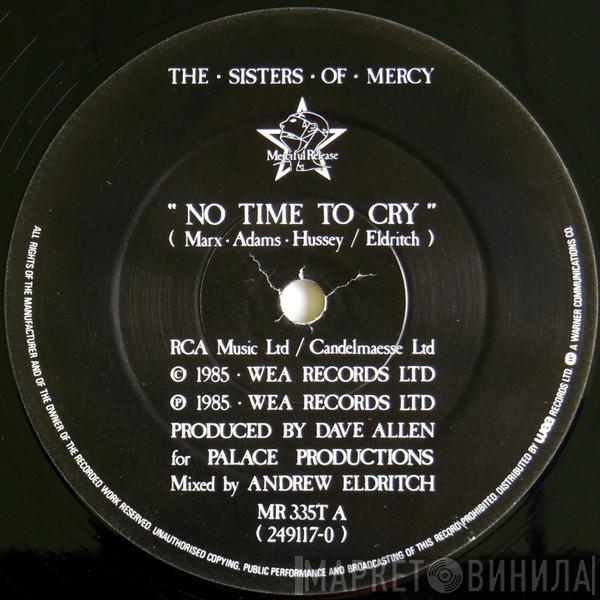 THE · SISTERS · OF · MERCY
Merciful Release
" NO TIME TO CRY "
( Marx · Adams · Hussey / Eldritch )
RCA Music Ltd / Candelmaesse Ltd
© 1985 · WEA RECORDS LTD
℗ 1985 · WEA RECORDS LTD
PRODUCED BY DAVE ALLEN
for PALACE PRODUCTIONS
Mixed by ANDREW ELDRITCH
MR 335T A
( 249117-0 )
ALL RIGHTS OF THE MANUFACTURER AND OF THE OWNER OF THE RECORDED WORK RESERVED. UNAUTHORISED COPYING, PUBLIC PERFORMANCE AND BROADCASTING OF THIS RECORD PROHIBITED. DISTRIBUTED BY wea RECORDS LTD. A WARNER COMMUNICATIONS CO.
МАРКЕТ ВИНИЛА